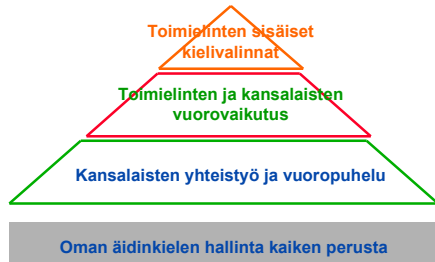 Toimielinten sisäiset
kielivalinnat
Toimielinten ja kansalaisten
vuorovaikutus
Kansalaisten yhteistyö ja vuoropuhelu
Oman äidinkielen hallinta kaiken perusta